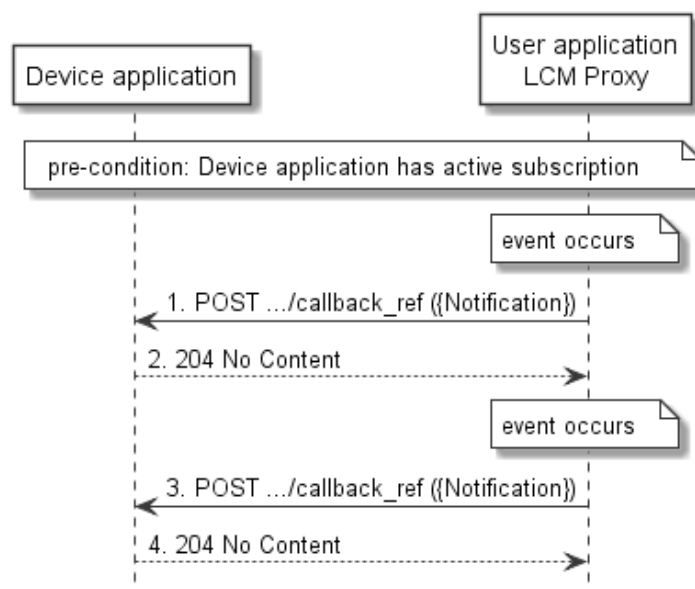 Device application
User application
LCM Proxy
pre-condition: Device application has active subscription
event occurs
1. POST .../callback_ref ({Notification})
2. 204 No Content
event occurs
3. POST .../callback_ref ({Notification})
4. 204 No Content